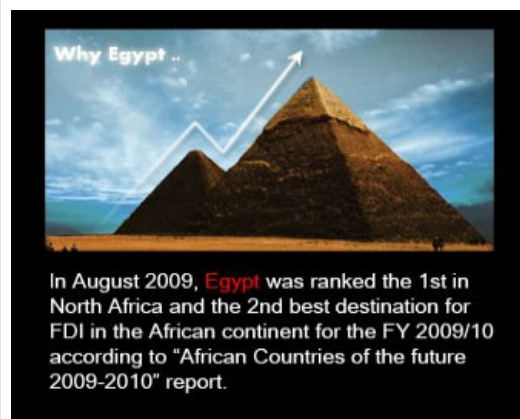 Why Egypt ..
In August 2009, Egypt was ranked the 1st in
North Africa and the 2nd best destination for
FDI in the African continent for the FY 2009/10
according to “African Countries of the future
2009-2010” report.